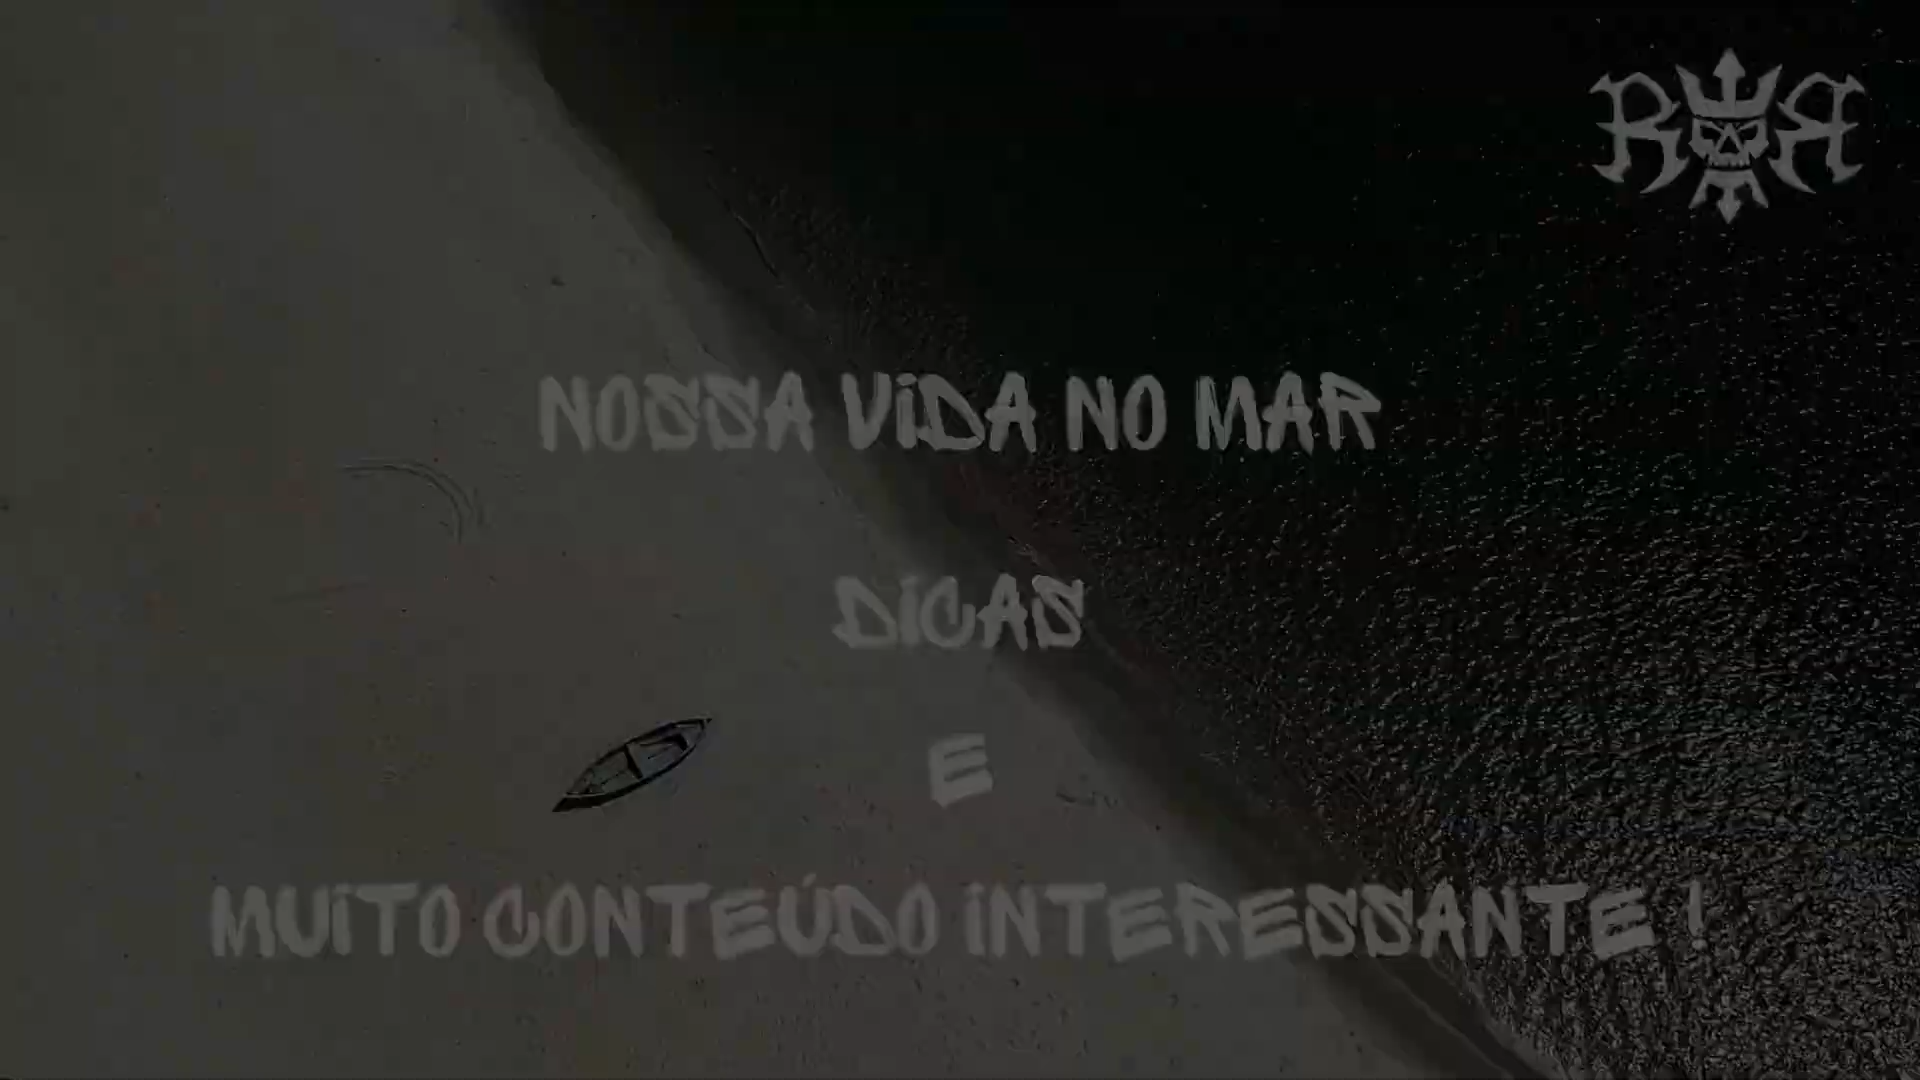 NOSSA VIDA NO MAR
DICAS
E
MUITO CONTEÚDO INTERESSANTE !